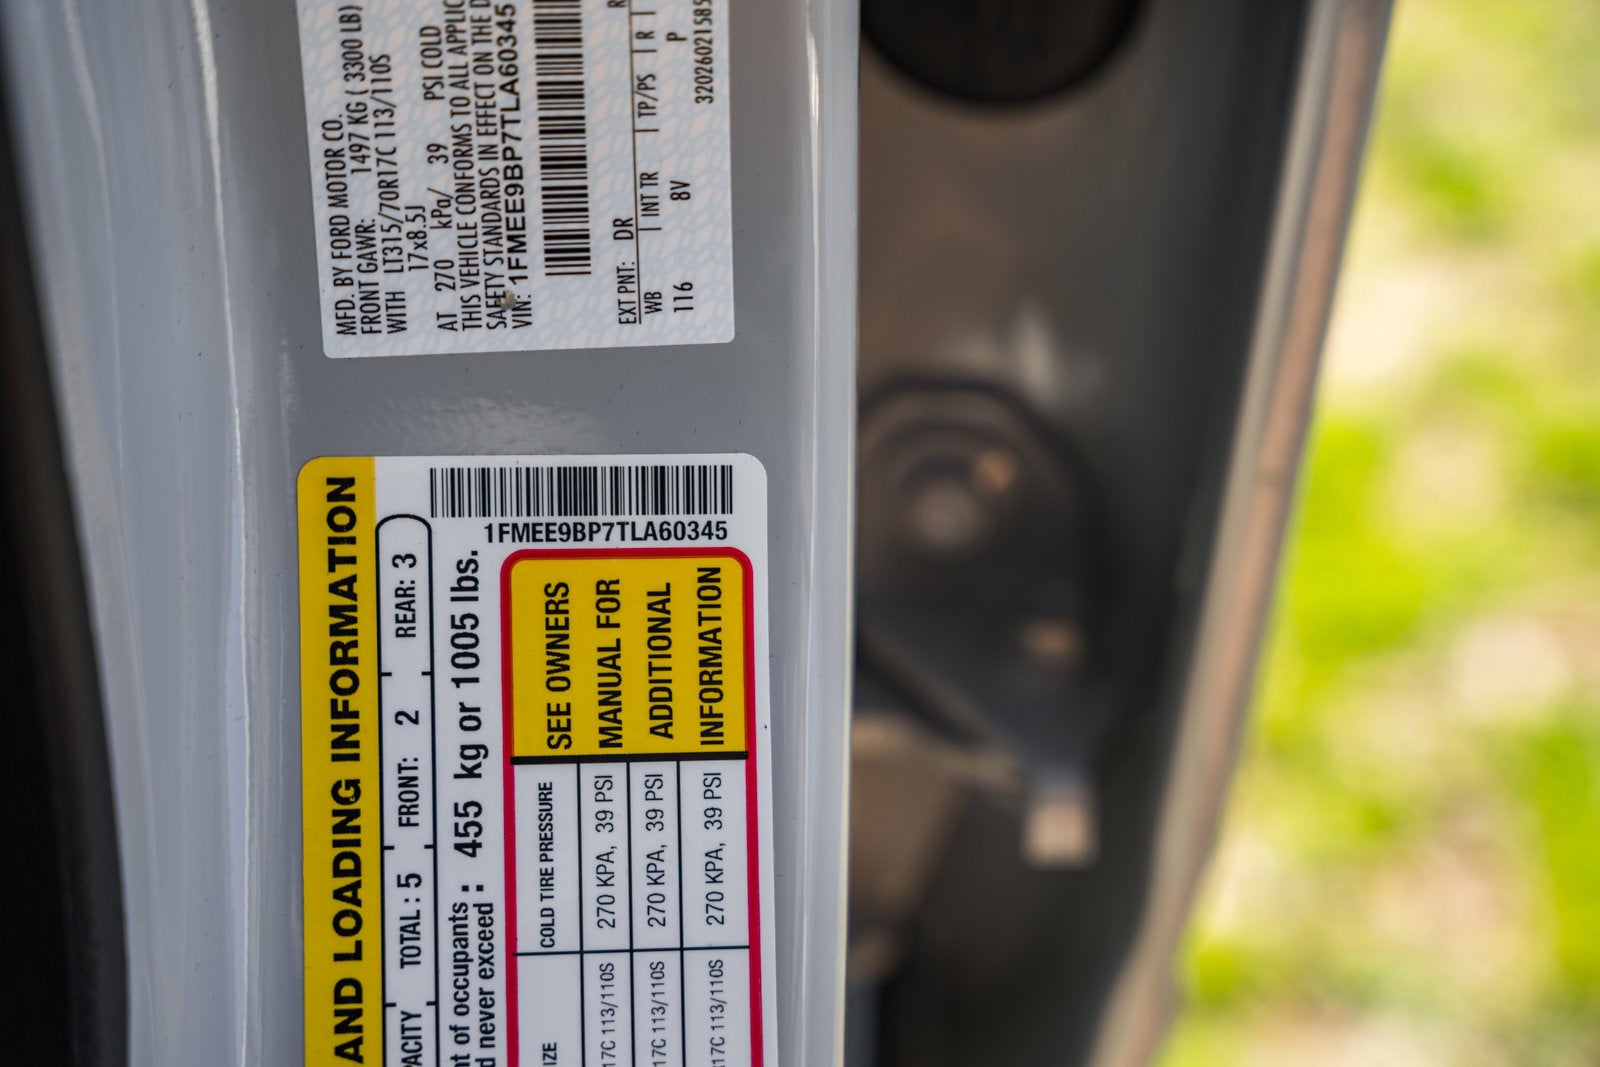 MFD. BY FORD MOTOR CO.
FRONT GAWR: 1497 KG ( 3300 LB)
WITH LT315/70R17C 113/110S
17x8.5J
AT 270 kPa/ 39 PSI COLD
THIS VEHICLE CONFORMS TO ALL APPLIC
SAFETY STANDARDS IN EFFECT ON THE D
VIN: 1FMEE9BP7TLA60345
EXT PNT: DR
WB INT TR TP/PS R
116 8V P
3202602158
1FMEE9BP7TLA60345
AND LOADING INFORMATION
PACITY TOTAL : 5 FRONT: 2 REAR: 3
nt of occupants : 455 kg or 1005 lbs.
d never exceed
IZE COLD TIRE PRESSURE
17C 113/110S 270 KPA, 39 PSI
17C 113/110S 270 KPA, 39 PSI
17C 113/110S 270 KPA, 39 PSI
SEE OWNERS
MANUAL FOR
ADDITIONAL
INFORMATION